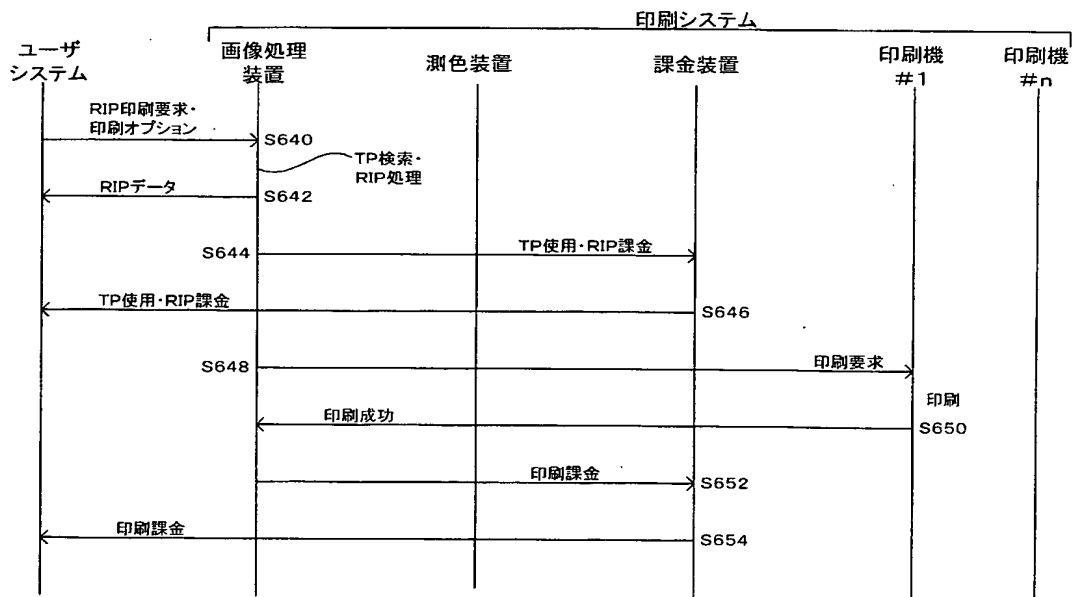 印刷システム
ユーザ
システム
画像処理
装置
測色装置
課金装置
印刷機
#1
印刷機
#n
RIP印刷要求・
印刷オプション
S640
TP検索・
RIP処理
RIPデータ
S642
S644
TP使用・RIP課金
TP使用・RIP課金
S646
S648
印刷要求
印刷
印刷成功
S650
印刷課金
S652
印刷課金
S654